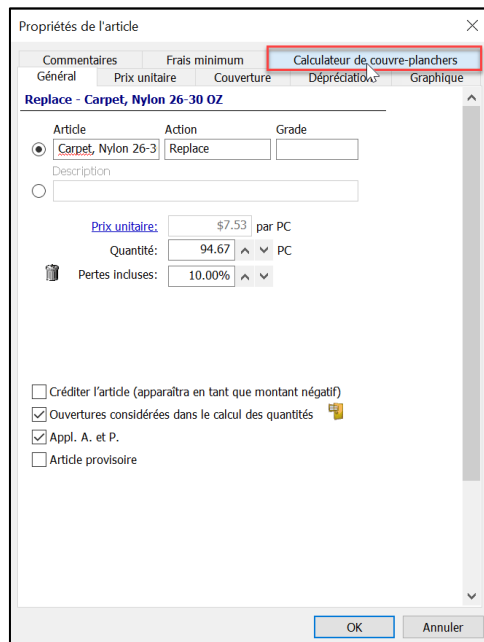 Propriétés de l'article
Commentaires Frais minimum Calculateur de couvre-planchers
Général Prix unitaire Couverture Dépréciations Graphique
Replace - Carpet, Nylon 26-30 OZ
Article Action Grade
Carpet, Nylon 26-3 Replace
Description
Prix unitaire: $7.53 par PC
Quantité: 94.67 PC
Pertes incluses: 10.00%
Créditer l'article (apparaîtra en tant que montant négatif)
Ouvertures considérées dans le calcul des quantités
Appl. A. et P.
Article provisoire
OK Annuler